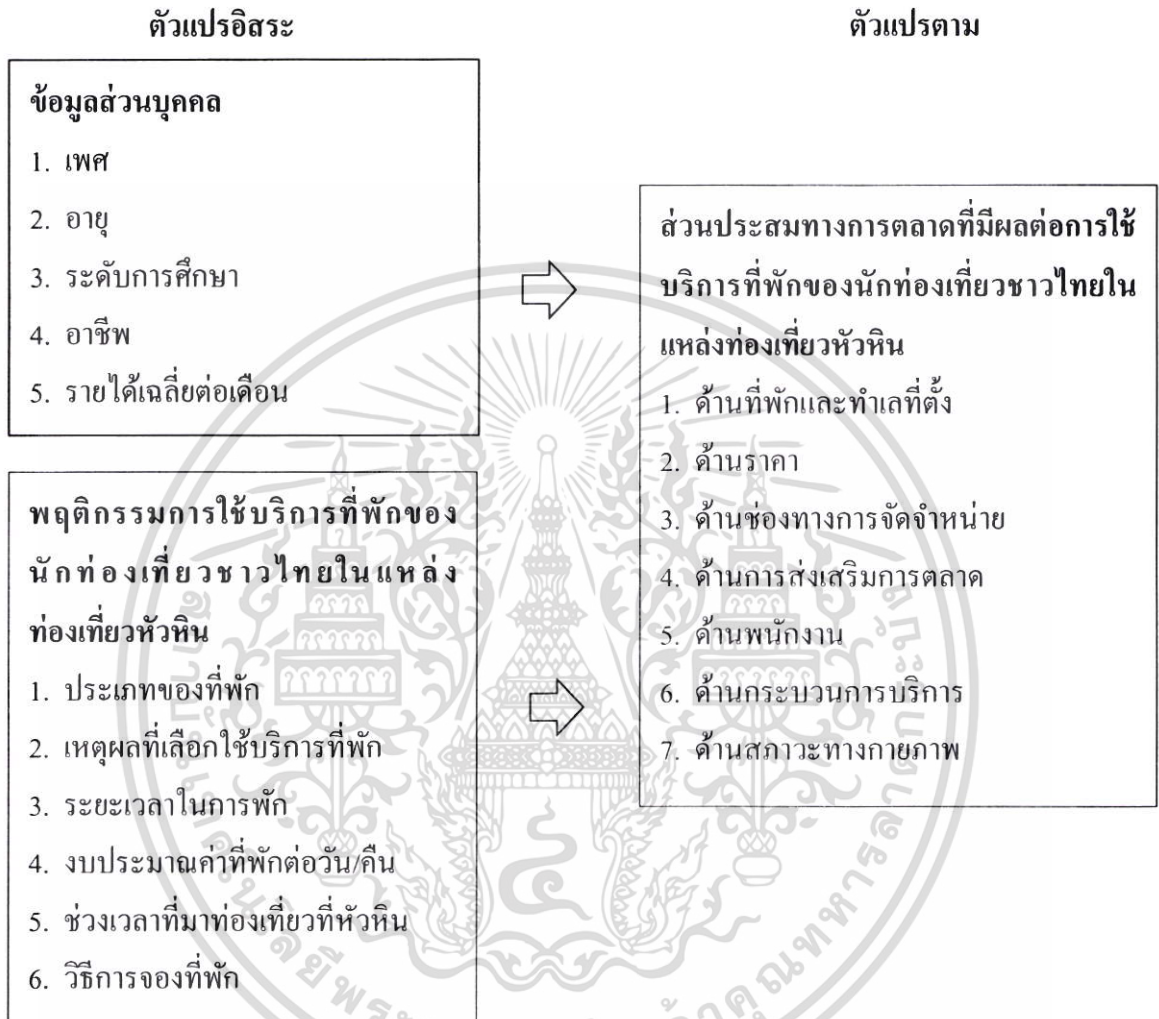 ตัวแปรอิสระ
ตัวแปรตาม
ข้อมูลส่วนบุคคล
1. เพศ
2. อายุ
3. ระดับการศึกษา
4. อาชีพ
5. รายได้เฉลี่ยต่อเดือน
พฤติกรรมการใช้บริการที่พักของ
นักท่องเที่ยวชาวไทยในแหล่ง
ท่องเที่ยวหัวหิน
1. ประเภทของที่พัก
2. เหตุผลที่เลือกใช้บริการที่พัก
3. ระยะเวลาในการพัก
4. งบประมาณค่าที่พักต่อวัน/คืน
5. ช่วงเวลาที่มาท่องเที่ยวที่หัวหิน
6. วิธีการจองที่พัก
ส่วนประสมทางการตลาดที่มีผลต่อการใช้
บริการที่พักของนักท่องเที่ยวชาวไทยใน
แหล่งท่องเที่ยวหัวหิน
1. ด้านที่พักและทำเลที่ตั้ง
2. ด้านราคา
3. ด้านช่องทางการจัดจำหน่าย
4. ด้านการส่งเสริมการตลาด
5. ด้านพนักงาน
6. ด้านกระบวนการบริการ
7. ด้านสภาวะทางกายภาพ